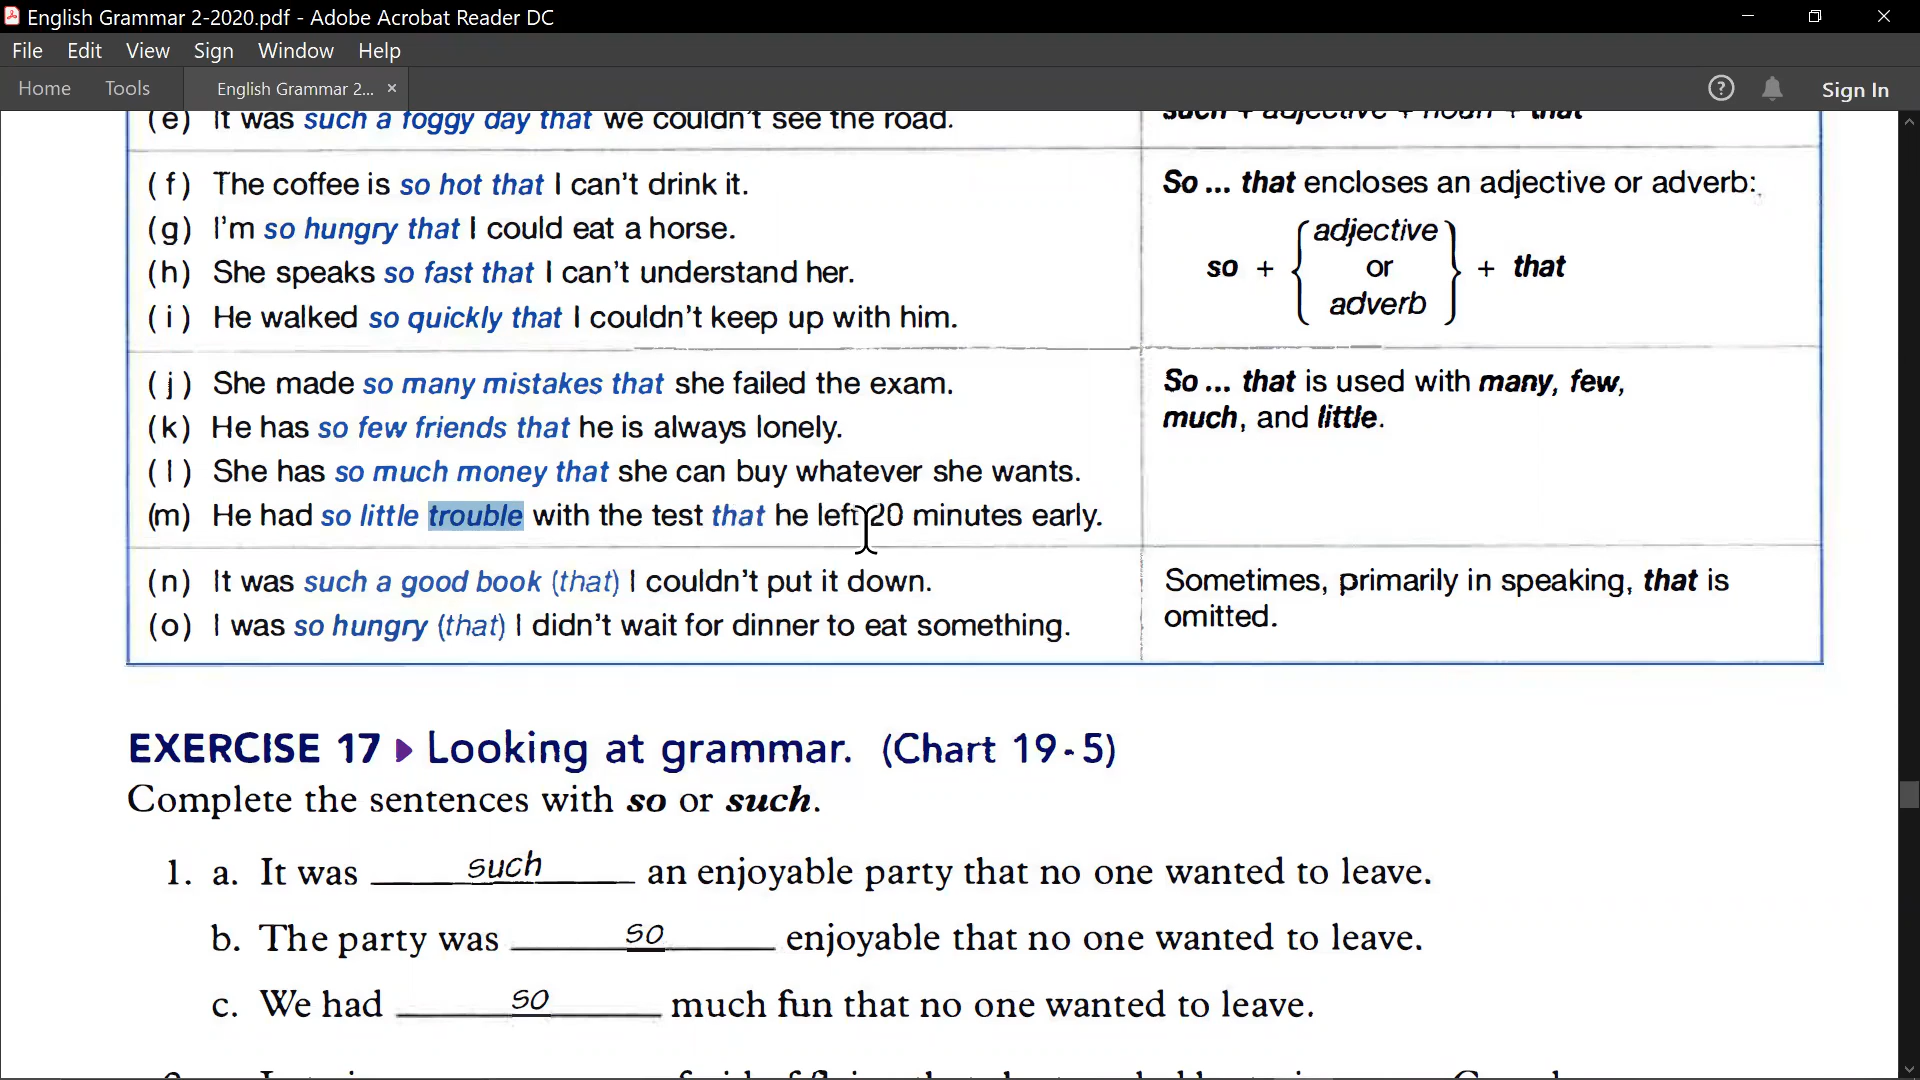 English Grammar 2-2020.pdf - Adobe Acrobat Reader DC
File Edit View Sign Window Help
Home Tools English Grammar 2... × ? Sign In
(e) It was such a foggy day that we couldn't see the road.
such + adjective + noun + that
(f) The coffee is so hot that I can't drink it.
(g) I'm so hungry that I could eat a horse.
(h) She speaks so fast that I can't understand her.
(i) He walked so quickly that I couldn't keep up with him.
So ... that encloses an adjective or adverb:
adjective
so + or + that
adverb
(j) She made so many mistakes that she failed the exam.
(k) He has so few friends that he is always lonely.
(l) She has so much money that she can buy whatever she wants.
(m) He had so little trouble with the test that he left 20 minutes early.
So ... that is used with many, few,
much, and little.
(n) It was such a good book (that) I couldn't put it down.
(o) I was so hungry (that) I didn't wait for dinner to eat something.
Sometimes, primarily in speaking, that is
omitted.
EXERCISE 17 ▸ Looking at grammar. (Chart 19-5)
Complete the sentences with so or such.
1. a. It was such an enjoyable party that no one wanted to leave.
b. The party was so enjoyable that no one wanted to leave.
c. We had so much fun that no one wanted to leave.